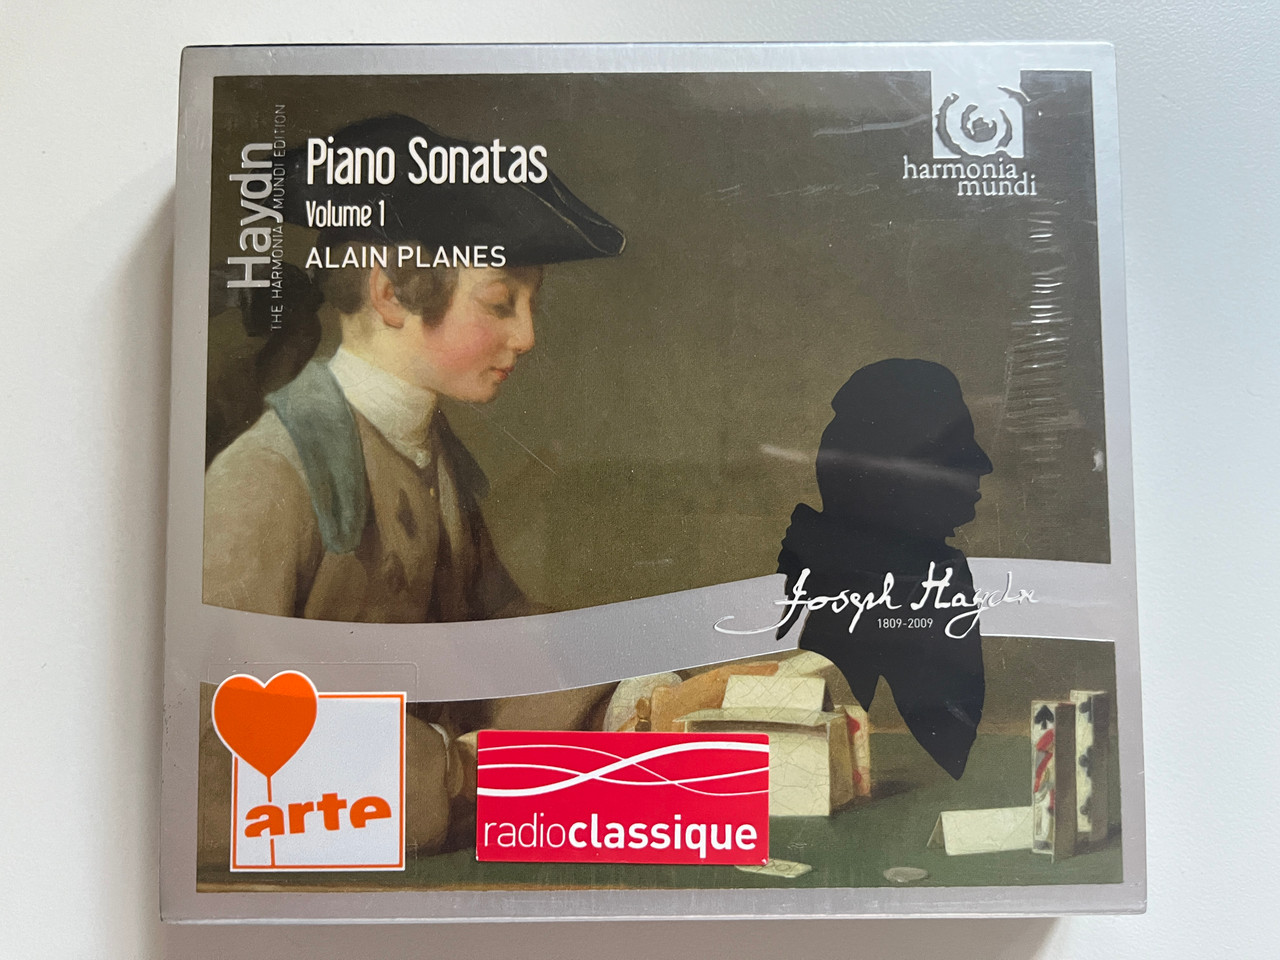 Haydn
THE HARMONIA MUNDI EDITION
Piano Sonatas
Volume 1
ALAIN PLANES
harmonia
mundi
Joseph Haydn
1809-2009
arte
radioclassique